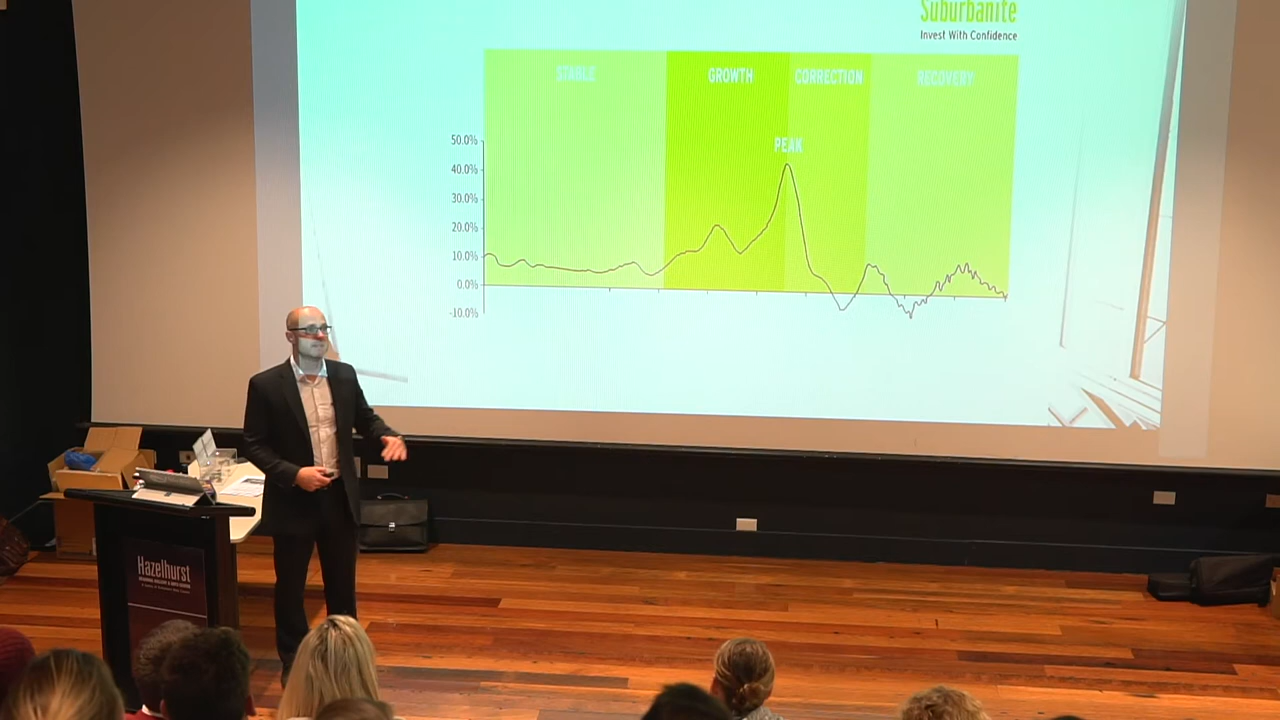 Suburbanite
Invest With Confidence
STABLE
GROWTH
CORRECTION
RECOVERY
PEAK
50.0%
40.0%
30.0%
20.0%
10.0%
0.0%
-10.0%
Hazelhurst